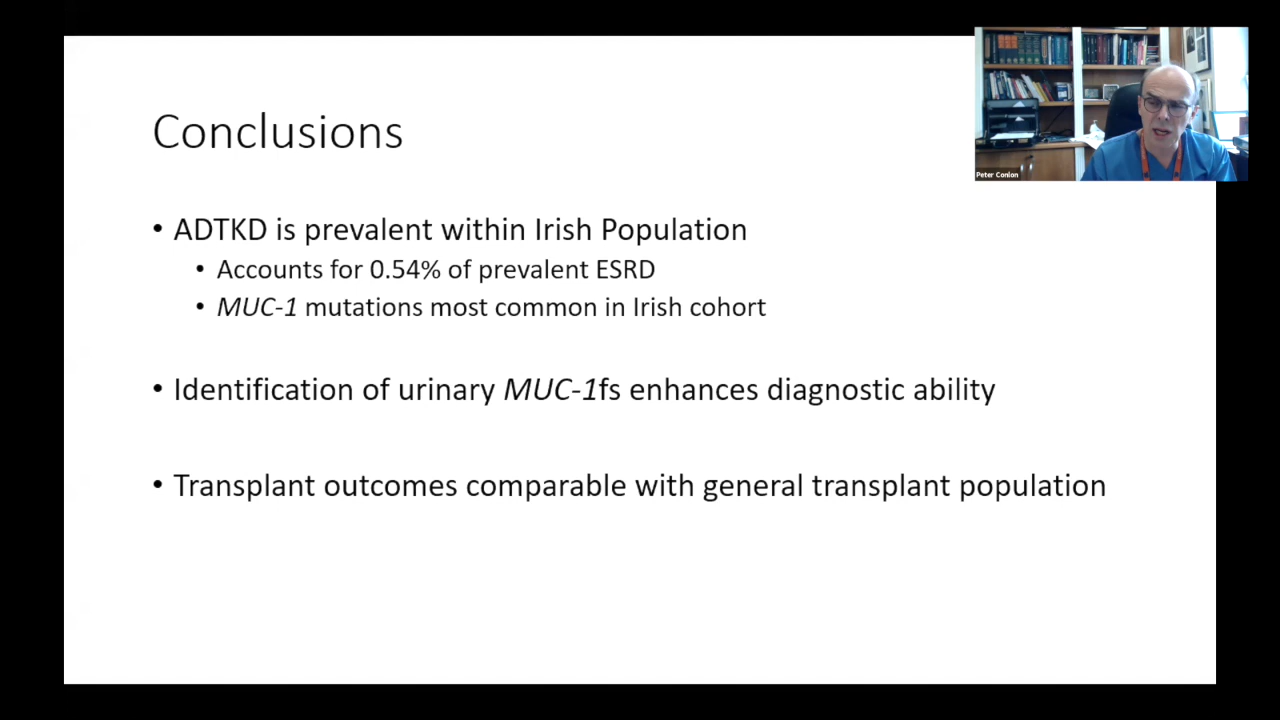 Conclusions
• ADTKD is prevalent within Irish Population
• Accounts for 0.54% of prevalent ESRD
• MUC-1 mutations most common in Irish cohort
• Identification of urinary MUC-1fs enhances diagnostic ability
• Transplant outcomes comparable with general transplant population
Peter Conlon